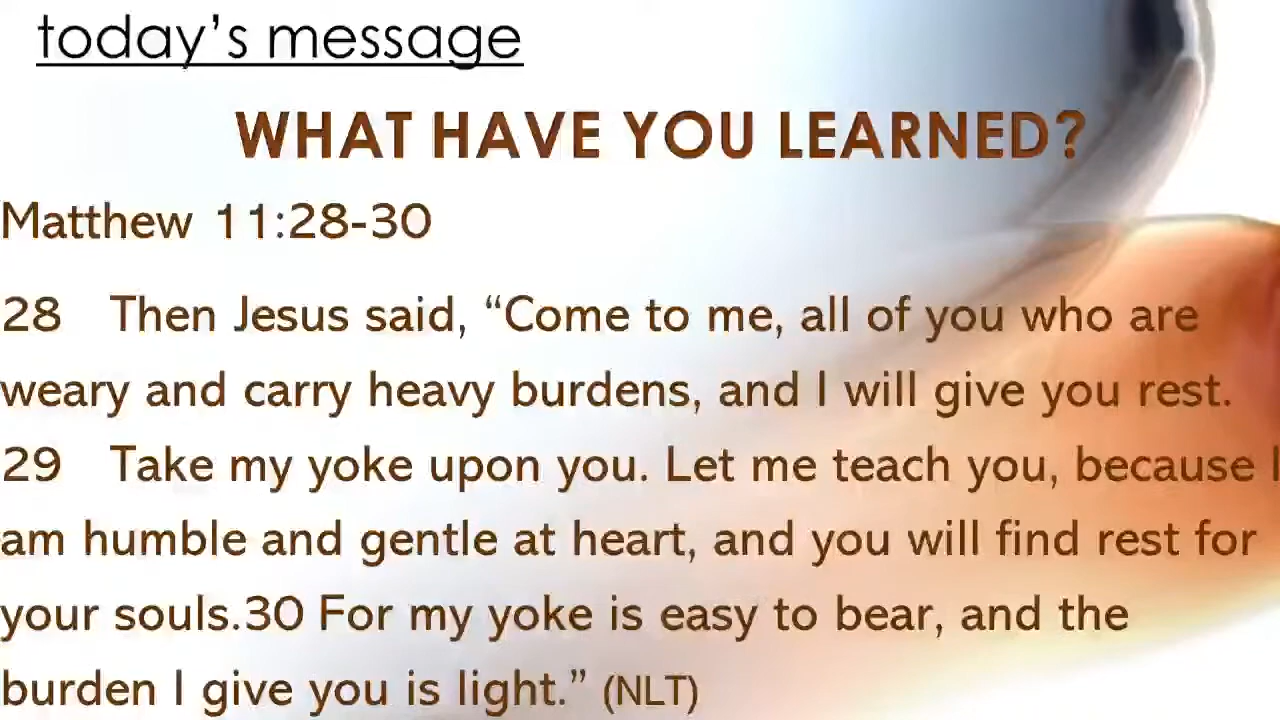 today’s message
WHAT HAVE YOU LEARNED?
Matthew 11:28-30
28 Then Jesus said, “Come to me, all of you who are
weary and carry heavy burdens, and I will give you rest.
29 Take my yoke upon you. Let me teach you, because I
am humble and gentle at heart, and you will find rest for
your souls.30 For my yoke is easy to bear, and the
burden I give you is light.” (NLT)